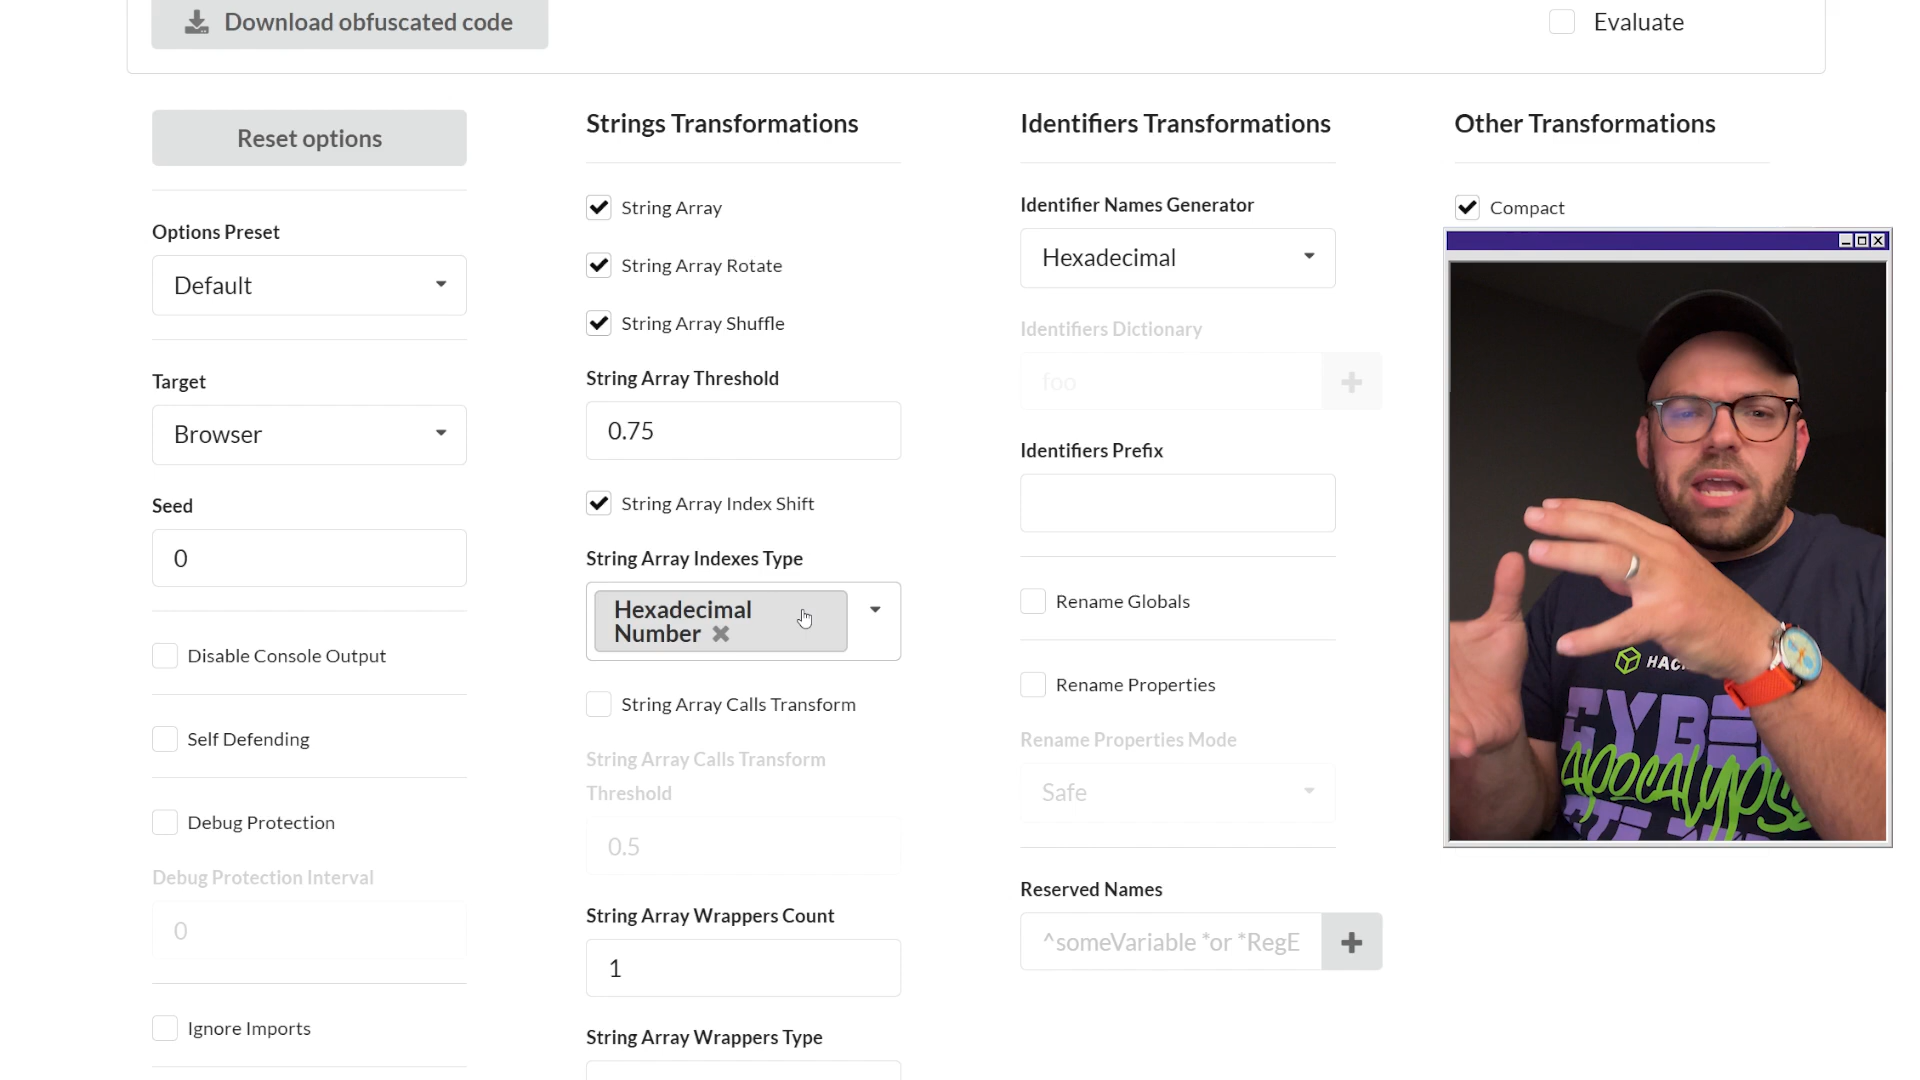 Download obfuscated code
Evaluate
Reset options
Options Preset
Default
Target
Browser
Seed
0
Disable Console Output
Self Defending
Debug Protection
Debug Protection Interval
0
Ignore Imports
Strings Transformations
String Array
String Array Rotate
String Array Shuffle
String Array Threshold
0.75
String Array Index Shift
String Array Indexes Type
Hexadecimal
Number
String Array Calls Transform
String Array Calls Transform
Threshold
0.5
String Array Wrappers Count
1
String Array Wrappers Type
Identifiers Transformations
Identifier Names Generator
Hexadecimal
Identifiers Dictionary
foo
Identifiers Prefix
Rename Globals
Rename Properties
Rename Properties Mode
Safe
Reserved Names
^someVariable *or *RegE
Other Transformations
Compact
HAC
CYBE
APOCALYPSE